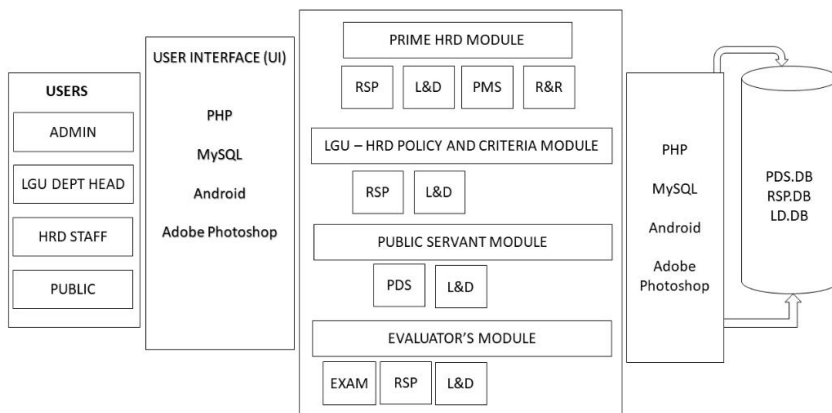 USERS
ADMIN
LGU DEPT HEAD
HRD STAFF
PUBLIC
USER INTERFACE (UI)
PHP
MySQL
Android
Adobe Photoshop
PRIME HRD MODULE
RSP L&D PMS R&R
LGU – HRD POLICY AND CRITERIA MODULE
RSP L&D
PUBLIC SERVANT MODULE
PDS L&D
EVALUATOR'S MODULE
EXAM RSP L&D
PHP
MySQL
Android
Adobe
Photoshop
PDS.DB
RSP.DB
LD.DB